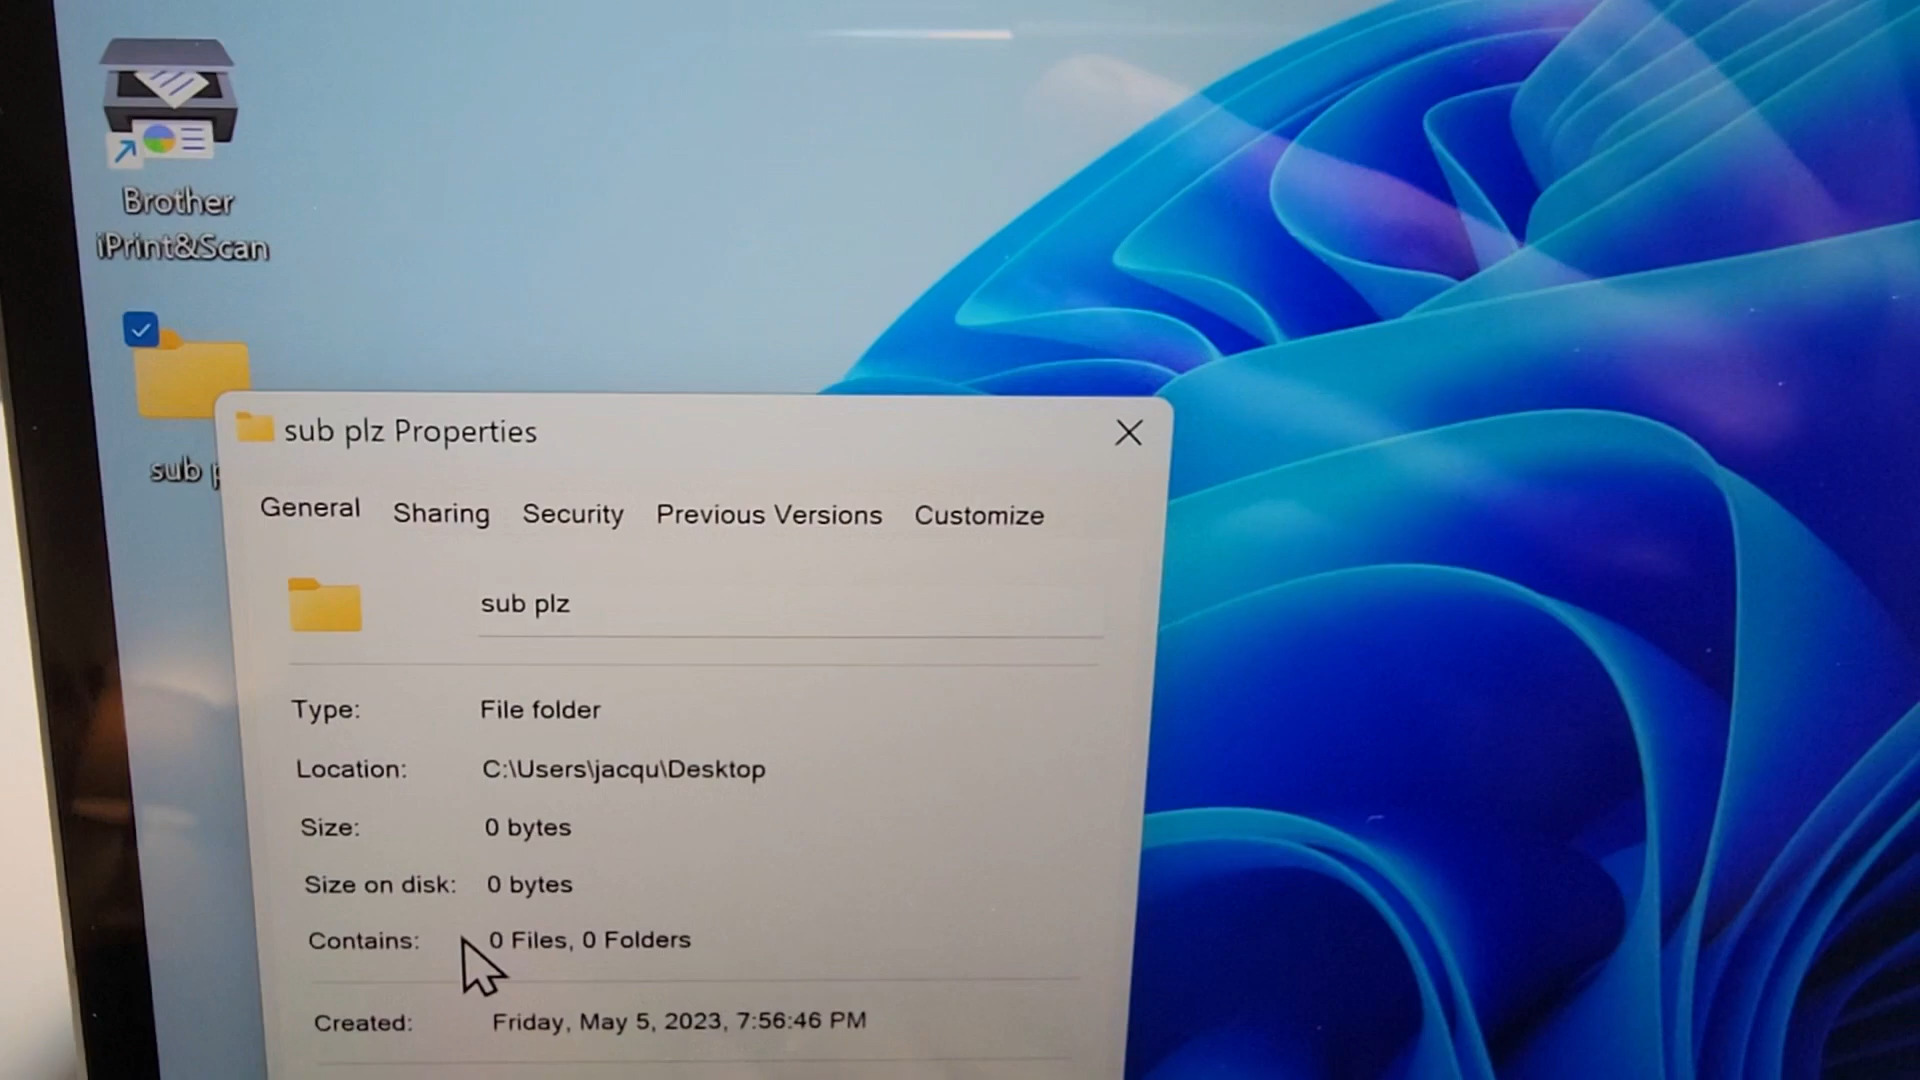 Brother
iPrint&Scan
sub
sub plz Properties
General Sharing Security Previous Versions Customize
sub plz
Type: File folder
Location: C:\Users\jacqu\Desktop
Size: 0 bytes
Size on disk: 0 bytes
Contains: 0 Files, 0 Folders
Created: Friday, May 5, 2023, 7:56:46 PM